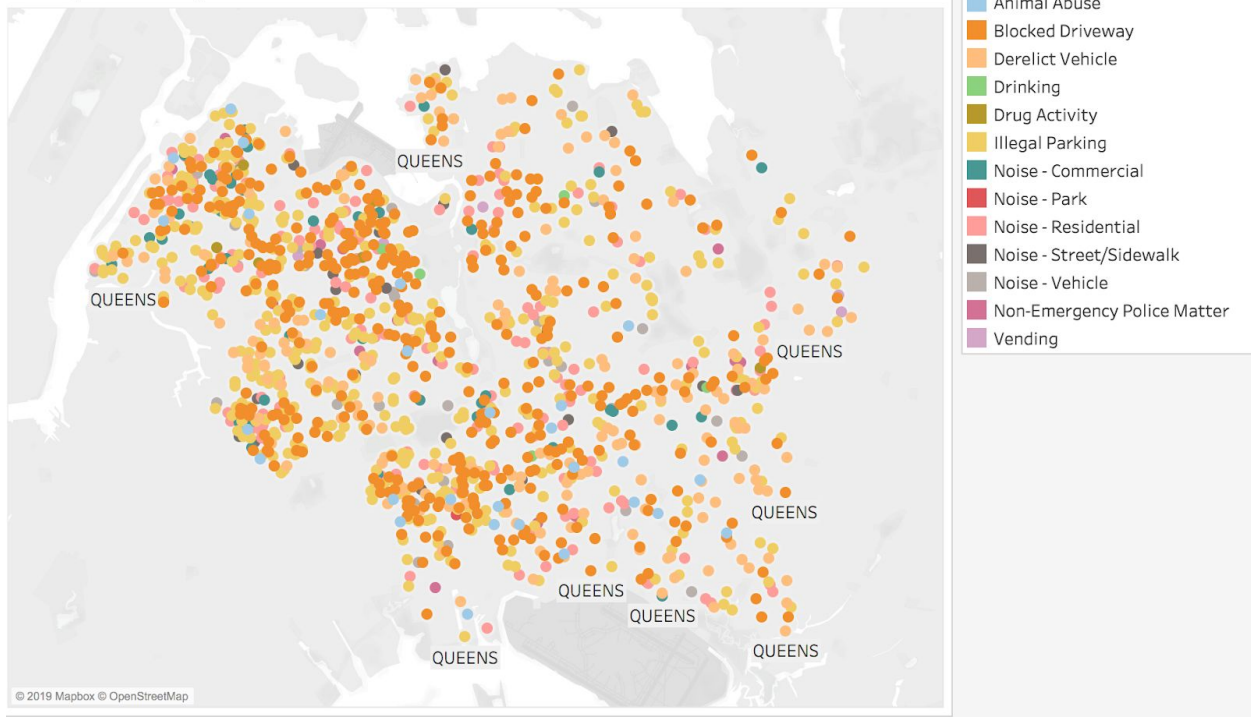 Animal Abuse
Blocked Driveway
Derelict Vehicle
Drinking
Drug Activity
Illegal Parking
Noise - Commercial
Noise - Park
Noise - Residential
Noise - Street/Sidewalk
Noise - Vehicle
Non-Emergency Police Matter
Vending
QUEENS
QUEENS
QUEENS
QUEENS
QUEENS
QUEENS
QUEENS
QUEENS
© 2019 Mapbox © OpenStreetMap